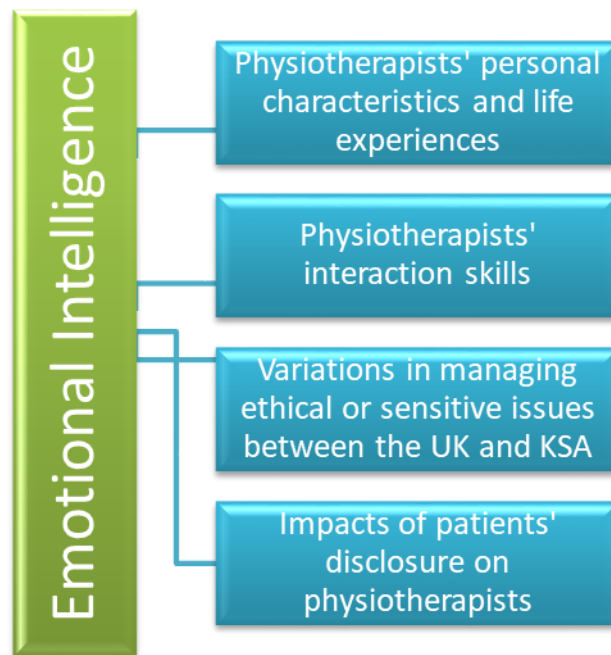 Emotional Intelligence
Physiotherapists' personal
characteristics and life
experiences
Physiotherapists'
interaction skills
Variations in managing
ethical or sensitive issues
between the UK and KSA
Impacts of patients'
disclosure on
physiotherapists